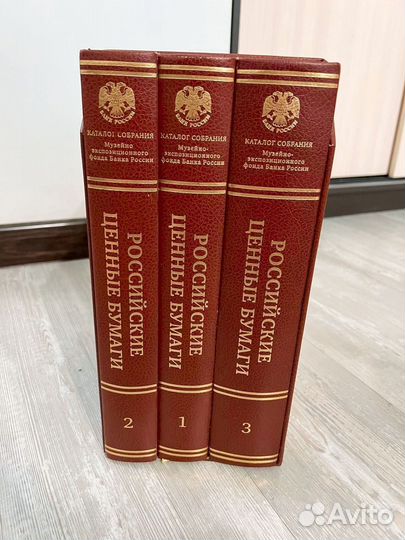 БАНК РОССИИ
КАТАЛОГ СОБРАНИЯ
Музейно-
экспозиционного
фонда Банка России
РОССИЙСКИЕ
ЦЕННЫЕ БУМАГИ
2
БАНК РОССИИ
КАТАЛОГ СОБРАНИЯ
Музейно-
экспозиционного
фонда Банка России
РОССИЙСКИЕ
ЦЕННЫЕ БУМАГИ
1
БАНК РОССИИ
КАТАЛОГ СОБРАНИЯ
Музейно-
экспозиционного
фонда Банка России
РОССИЙСКИЕ
ЦЕННЫЕ БУМАГИ
3
Avito